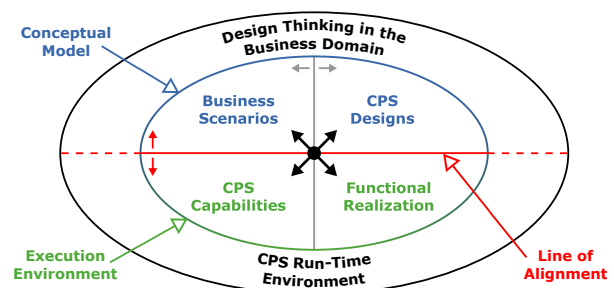 Design Thinking in the
Business Domain
Conceptual
Model
Business
Scenarios
CPS
Designs
CPS
Capabilities
Functional
Realization
Execution
Environment
CPS Run-Time
Environment
Line of
Alignment